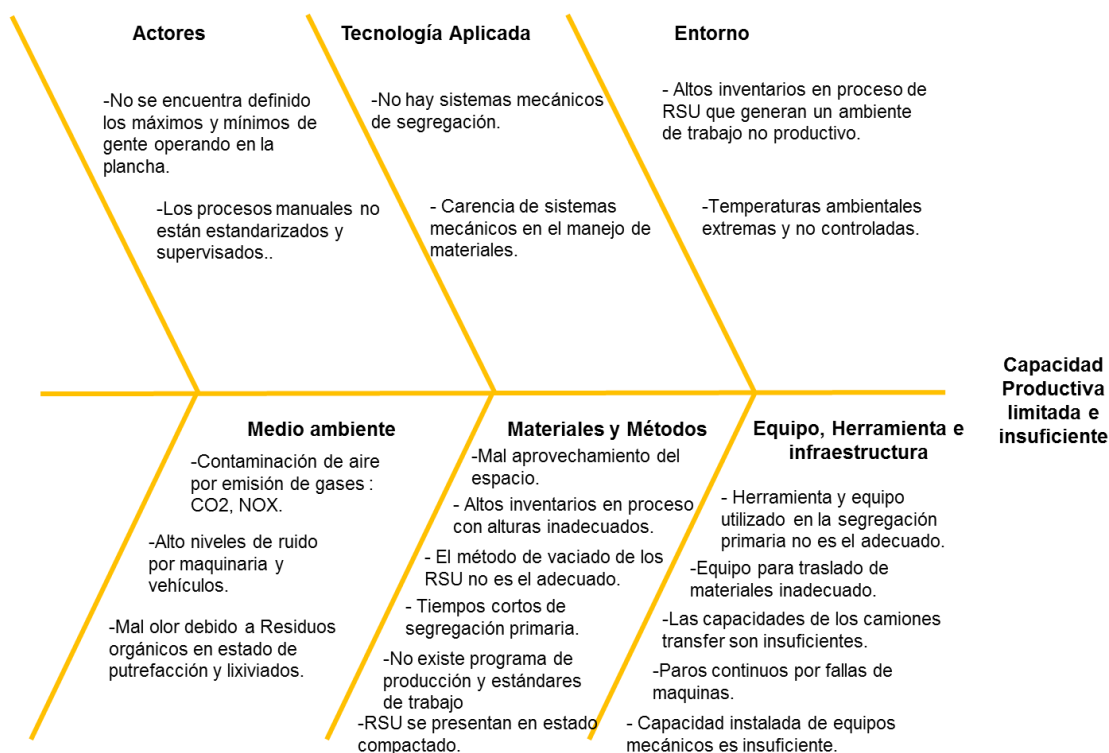 Actores
-No se encuentra definido
los máximos y mínimos de
gente operando en la
plancha.
-Los procesos manuales no
están estandarizados y
supervisados..
Tecnología Aplicada
-No hay sistemas mecánicos
de segregación.
- Carencia de sistemas
mecánicos en el manejo de
materiales.
Entorno
- Altos inventarios en proceso de
RSU que generan un ambiente
de trabajo no productivo.
-Temperaturas ambientales
extremas y no controladas.
Capacidad
Productiva
limitada e
insuficiente
Medio ambiente
-Contaminación de aire
por emisión de gases :
CO2, NOX.
-Alto niveles de ruido
por maquinaria y
vehículos.
-Mal olor debido a Residuos
orgánicos en estado de
putrefacción y lixiviados.
Materiales y Métodos
-Mal aprovechamiento del
espacio.
- Altos inventarios en proceso
con alturas inadecuados.
- El método de vaciado de los
RSU no es el adecuado.
- Tiempos cortos de
segregación primaria.
-No existe programa de
producción y estándares
de trabajo
-RSU se presentan en estado
compactado.
Equipo, Herramienta e
infraestructura
- Herramienta y equipo
utilizado en la segregación
primaria no es el adecuado.
-Equipo para traslado de
materiales inadecuado.
-Las capacidades de los camiones
transfer son insuficientes.
-Paros continuos por fallas de
maquinas.
- Capacidad instalada de equipos
mecánicos es insuficiente.